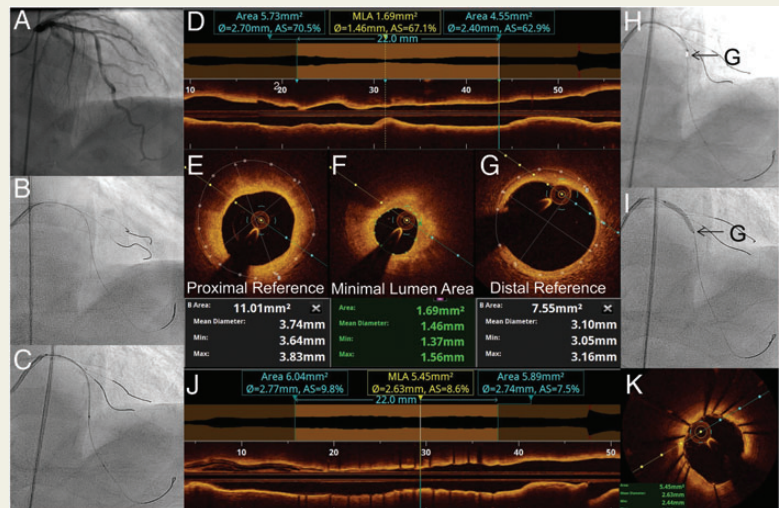 A
B
C
D
Area 5.73mm² MLA 1.69mm² Area 4.55mm²
Ø=2.70mm, AS=70.5% Ø=1.46mm, AS=67.1% Ø=2.40mm, AS=62.9%
22.0 mm
10 20 30 40 50
E
Proximal Reference
B Area: 11.01mm²
Mean Diameter: 3.74mm
Min: 3.64mm
Max: 3.83mm
F
Minimal Lumen Area
Area: 1.69mm²
Mean Diameter: 1.46mm
Min: 1.37mm
Max: 1.56mm
G
Distal Reference
B Area: 7.55mm²
Mean Diameter: 3.10mm
Min: 3.05mm
Max: 3.16mm
H
G
I
G
J
Area 6.04mm² MLA 5.45mm² Area 5.89mm²
Ø=2.77mm, AS=9.8% Ø=2.63mm, AS=8.6% Ø=2.74mm, AS=7.5%
22.0 mm
10 20 30 40 50
K
Area: 5.45mm²
Mean Diameter: 2.63mm
Min: 2.44mm